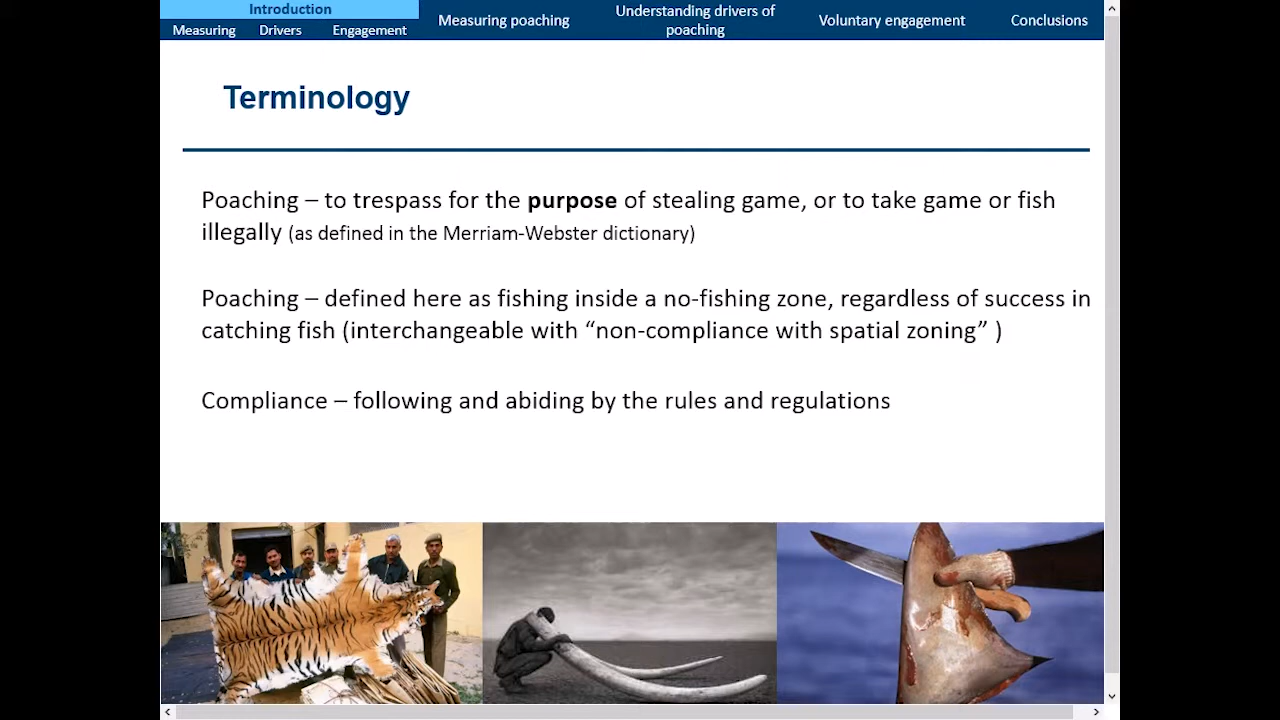 Introduction
Measuring Drivers Engagement
Measuring poaching
Understanding drivers of
poaching
Voluntary engagement
Conclusions
Terminology
Poaching – to trespass for the purpose of stealing game, or to take game or fish
illegally (as defined in the Merriam-Webster dictionary)
Poaching – defined here as fishing inside a no-fishing zone, regardless of success in
catching fish (interchangeable with “non-compliance with spatial zoning” )
Compliance – following and abiding by the rules and regulations